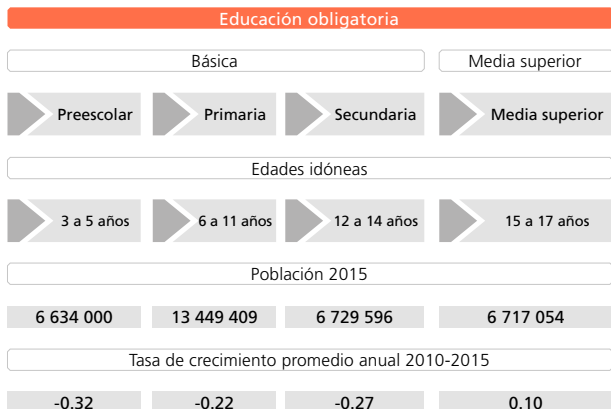 Educación obligatoria
Básica Media superior
Preescolar Primaria Secundaria Media superior
Edades idóneas
3 a 5 años 6 a 11 años 12 a 14 años 15 a 17 años
Población 2015
6 634 000 13 449 409 6 729 596 6 717 054
Tasa de crecimiento promedio anual 2010-2015
-0.32 -0.22 -0.27 0.10